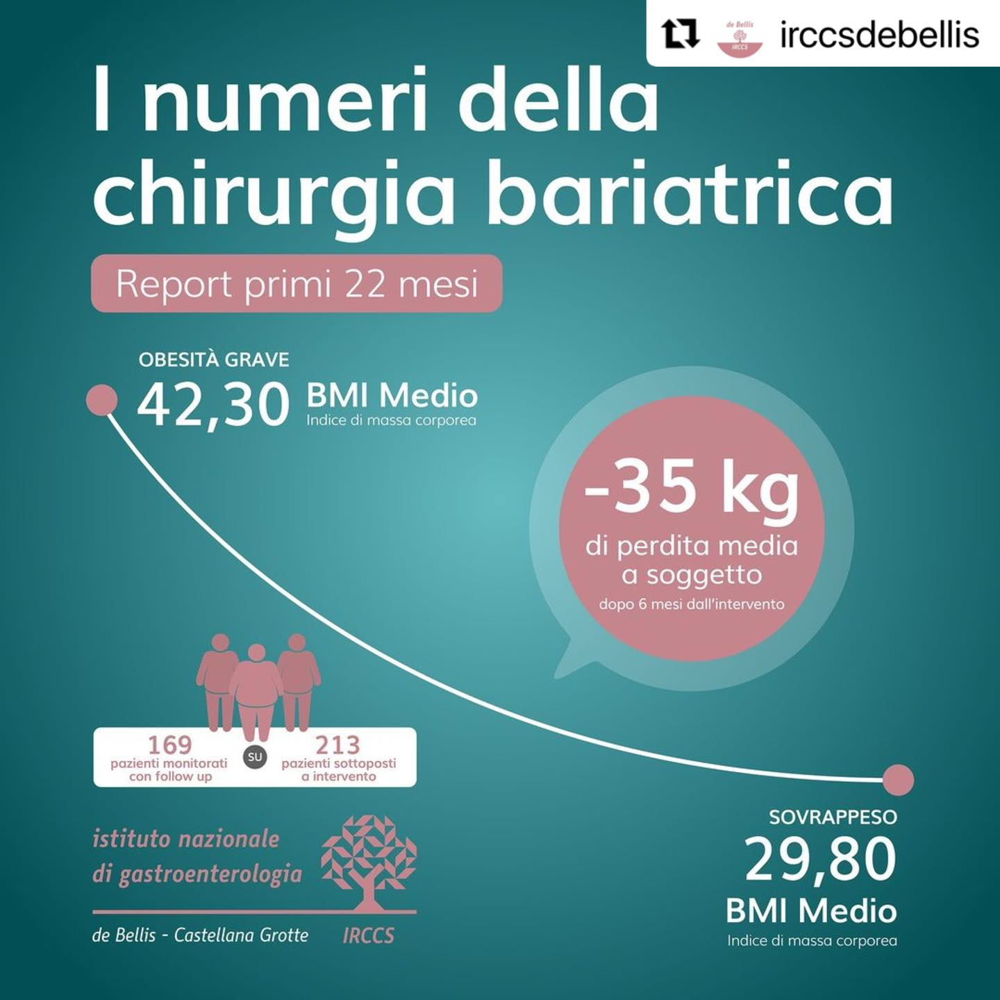 irccsdebellis
de Bellis
IRCCS
I numeri della
chirurgia bariatrica
Report primi 22 mesi
OBESITÀ GRAVE
42,30 BMI Medio
Indice di massa corporea
-35 kg
di perdita media
a soggetto
dopo 6 mesi dall'intervento
169
pazienti monitorati
con follow up
SU
213
pazienti sottoposti
a intervento
SOVRAPPESO
29,80
BMI Medio
Indice di massa corporea
istituto nazionale
di gastroenterologia
de Bellis - Castellana Grotte
IRCCS